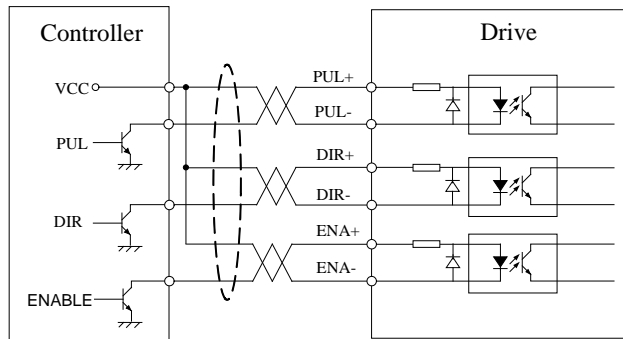 Controller
Drive
VCC
PUL+
PUL-
PUL
DIR+
DIR-
DIR
ENA+
ENA-
ENABLE